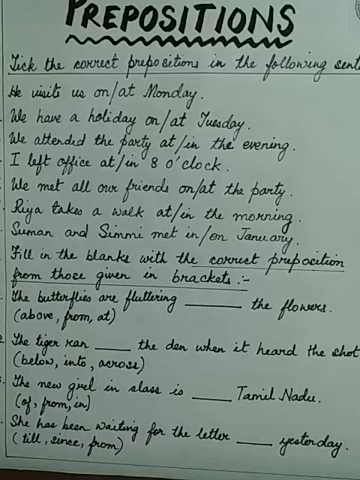 PREPOSITIONS
Tick the correct prepositions in the following sent
He visits us on/at Monday.
We have a holiday on/at Tuesday.
We attended the party at/in the evening.
I left office at/in 8 o'clock.
We met all our friends on/at the party.
Riya takes a walk at/in the morning.
Suman and Simmi met in/on January.
Fill in the blanks with the correct preposition
from those given in brackets :-
The butterflies are fluttering ______ the flowers.
(above, from, at)
2 The tiger ran ____ the den when it heard the shot
(below, into, across)
The new girl in slass is ____ Tamil Nadu.
(of, from, in)
She has been waiting for the letter ____ yesterday.
(till, since, from)